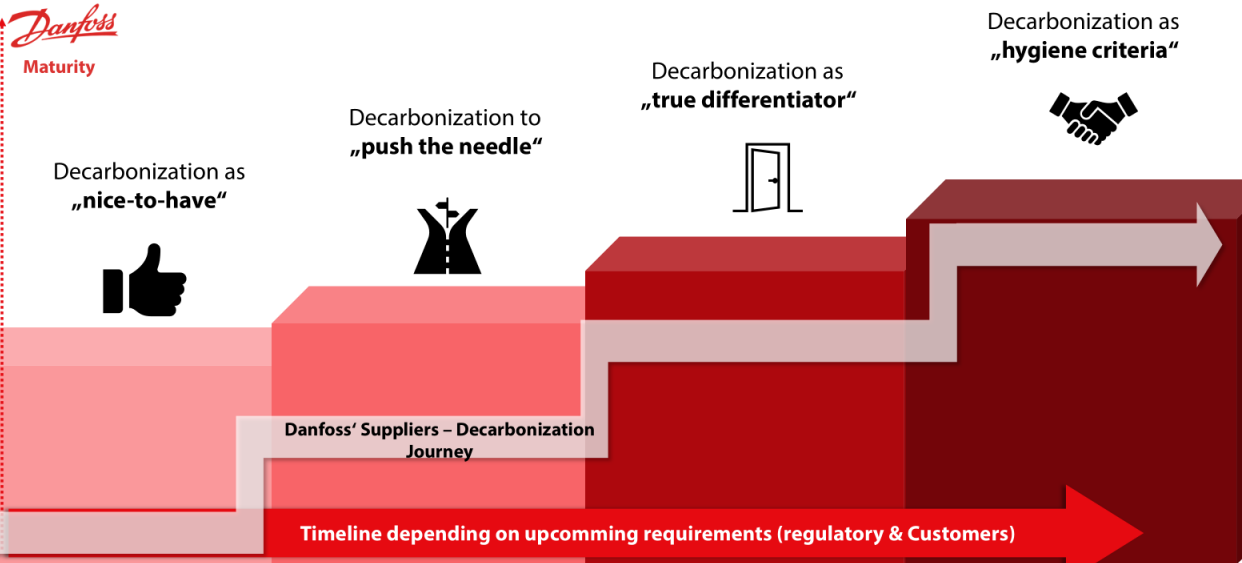 Danfoss
Maturity
Decarbonization as
„nice-to-have“
Decarbonization to
„push the needle“
Decarbonization as
„true differentiator“
Decarbonization as
„hygiene criteria“
Danfoss‘ Suppliers – Decarbonization
Journey
Timeline depending on upcomming requirements (regulatory & Customers)